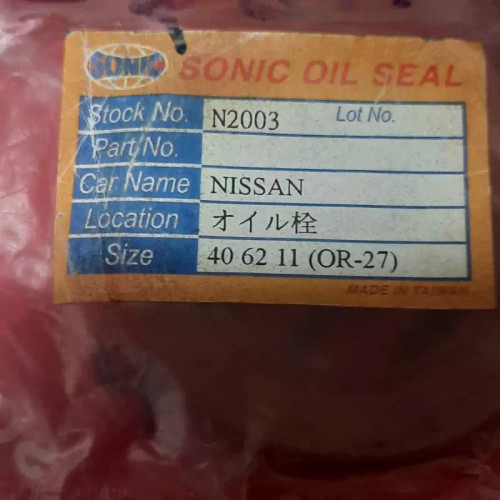 SONIC SONIC OIL SEAL
Stock No. N2003 Lot No.
Part No.
Car Name NISSAN
Location オイル栓
Size 40 62 11 (OR-27)
MADE IN TAIWAN